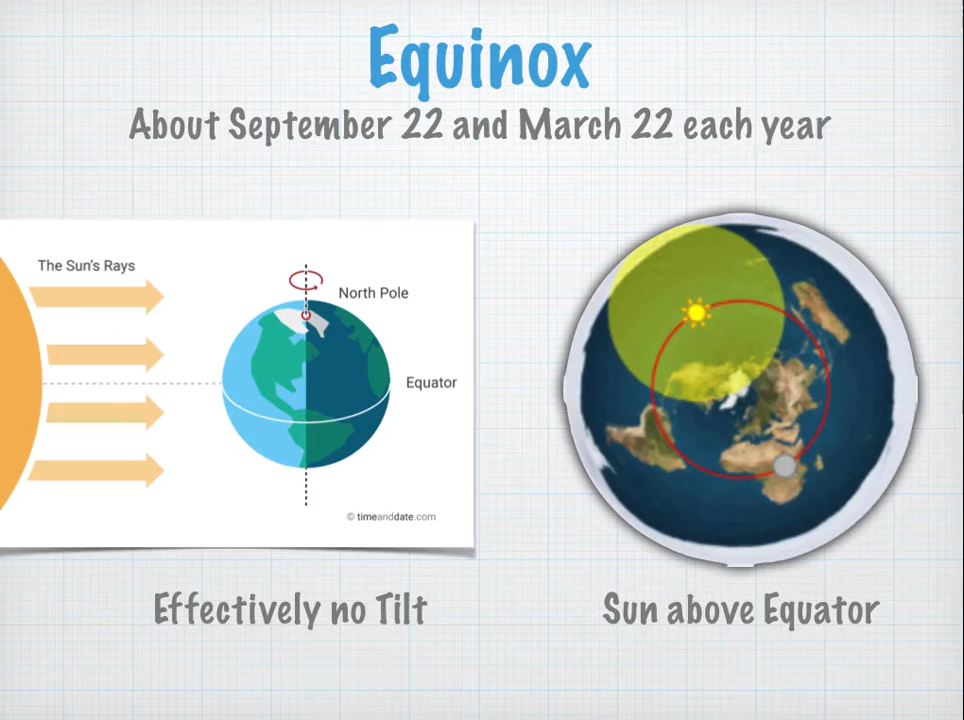 Equinox
About September 22 and March 22 each year
The Sun's Rays
North Pole
Equator
© timeanddate.com
Effectively no Tilt
Sun above Equator